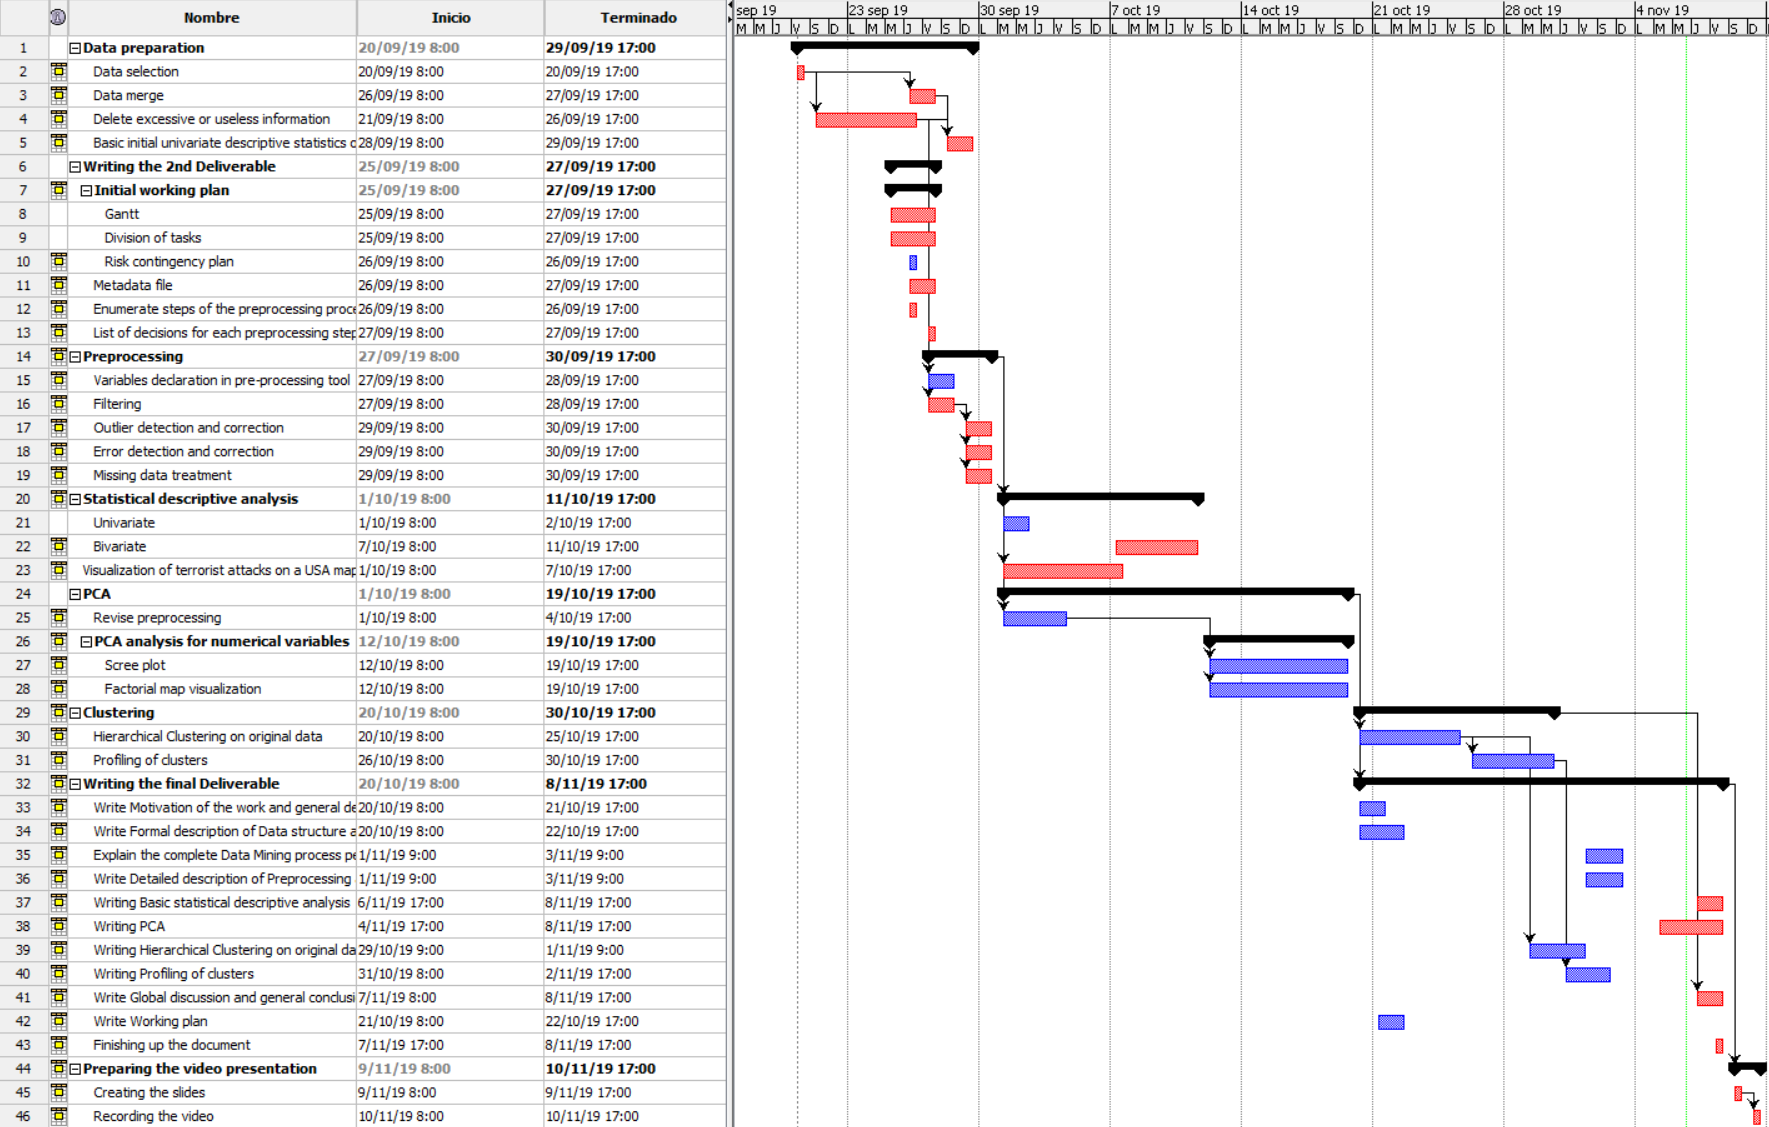 Nombre Inicio Terminado sep 19 23 sep 19 30 sep 19 7 oct 19 14 oct 19 21 oct 19 28 oct 19 4 nov 19
M M J V S D L M M J V S D L M M J V S D L M M J V S D L M M J V S D L M M J V S D L M M J V S D L M M J V S D
1 Data preparation 20/09/19 8:00 29/09/19 17:00
2 Data selection 20/09/19 8:00 20/09/19 17:00
3 Data merge 26/09/19 8:00 27/09/19 17:00
4 Delete excessive or useless information 21/09/19 8:00 26/09/19 17:00
5 Basic initial univariate descriptive statistics o 28/09/19 8:00 29/09/19 17:00
6 Writing the 2nd Deliverable 25/09/19 8:00 27/09/19 17:00
7 Initial working plan 25/09/19 8:00 27/09/19 17:00
8 Gantt 25/09/19 8:00 27/09/19 17:00
9 Division of tasks 25/09/19 8:00 27/09/19 17:00
10 Risk contingency plan 26/09/19 8:00 26/09/19 17:00
11 Metadata file 26/09/19 8:00 27/09/19 17:00
12 Enumerate steps of the preprocessing proce 26/09/19 8:00 26/09/19 17:00
13 List of decisions for each preprocessing step 27/09/19 8:00 27/09/19 17:00
14 Preprocessing 27/09/19 8:00 30/09/19 17:00
15 Variables declaration in pre-processing tool 27/09/19 8:00 28/09/19 17:00
16 Filtering 27/09/19 8:00 28/09/19 17:00
17 Outlier detection and correction 29/09/19 8:00 30/09/19 17:00
18 Error detection and correction 29/09/19 8:00 30/09/19 17:00
19 Missing data treatment 29/09/19 8:00 30/09/19 17:00
20 Statistical descriptive analysis 1/10/19 8:00 11/10/19 17:00
21 Univariate 1/10/19 8:00 2/10/19 17:00
22 Bivariate 7/10/19 8:00 11/10/19 17:00
23 Visualization of terrorist attacks on a USA map 1/10/19 8:00 7/10/19 17:00
24 PCA 1/10/19 8:00 19/10/19 17:00
25 Revise preprocessing 1/10/19 8:00 4/10/19 17:00
26 PCA analysis for numerical variables 12/10/19 8:00 19/10/19 17:00
27 Scree plot 12/10/19 8:00 19/10/19 17:00
28 Factorial map visualization 12/10/19 8:00 19/10/19 17:00
29 Clustering 20/10/19 8:00 30/10/19 17:00
30 Hierarchical Clustering on original data 20/10/19 8:00 25/10/19 17:00
31 Profiling of clusters 26/10/19 8:00 30/10/19 17:00
32 Writing the final Deliverable 20/10/19 8:00 8/11/19 17:00
33 Write Motivation of the work and general de 20/10/19 8:00 21/10/19 17:00
34 Write Formal description of Data structure a 20/10/19 8:00 22/10/19 17:00
35 Explain the complete Data Mining process pe 1/11/19 9:00 3/11/19 9:00
36 Write Detailed description of Preprocessing 1/11/19 9:00 3/11/19 9:00
37 Writing Basic statistical descriptive analysis 6/11/19 17:00 8/11/19 17:00
38 Writing PCA 4/11/19 17:00 8/11/19 17:00
39 Writing Hierarchical Clustering on original da 29/10/19 9:00 1/11/19 9:00
40 Writing Profiling of clusters 31/10/19 8:00 2/11/19 17:00
41 Write Global discussion and general conclusi 7/11/19 8:00 8/11/19 17:00
42 Write Working plan 21/10/19 8:00 22/10/19 17:00
43 Finishing up the document 7/11/19 17:00 8/11/19 17:00
44 Preparing the video presentation 9/11/19 8:00 10/11/19 17:00
45 Creating the slides 9/11/19 8:00 9/11/19 17:00
46 Recording the video 10/11/19 8:00 10/11/19 17:00